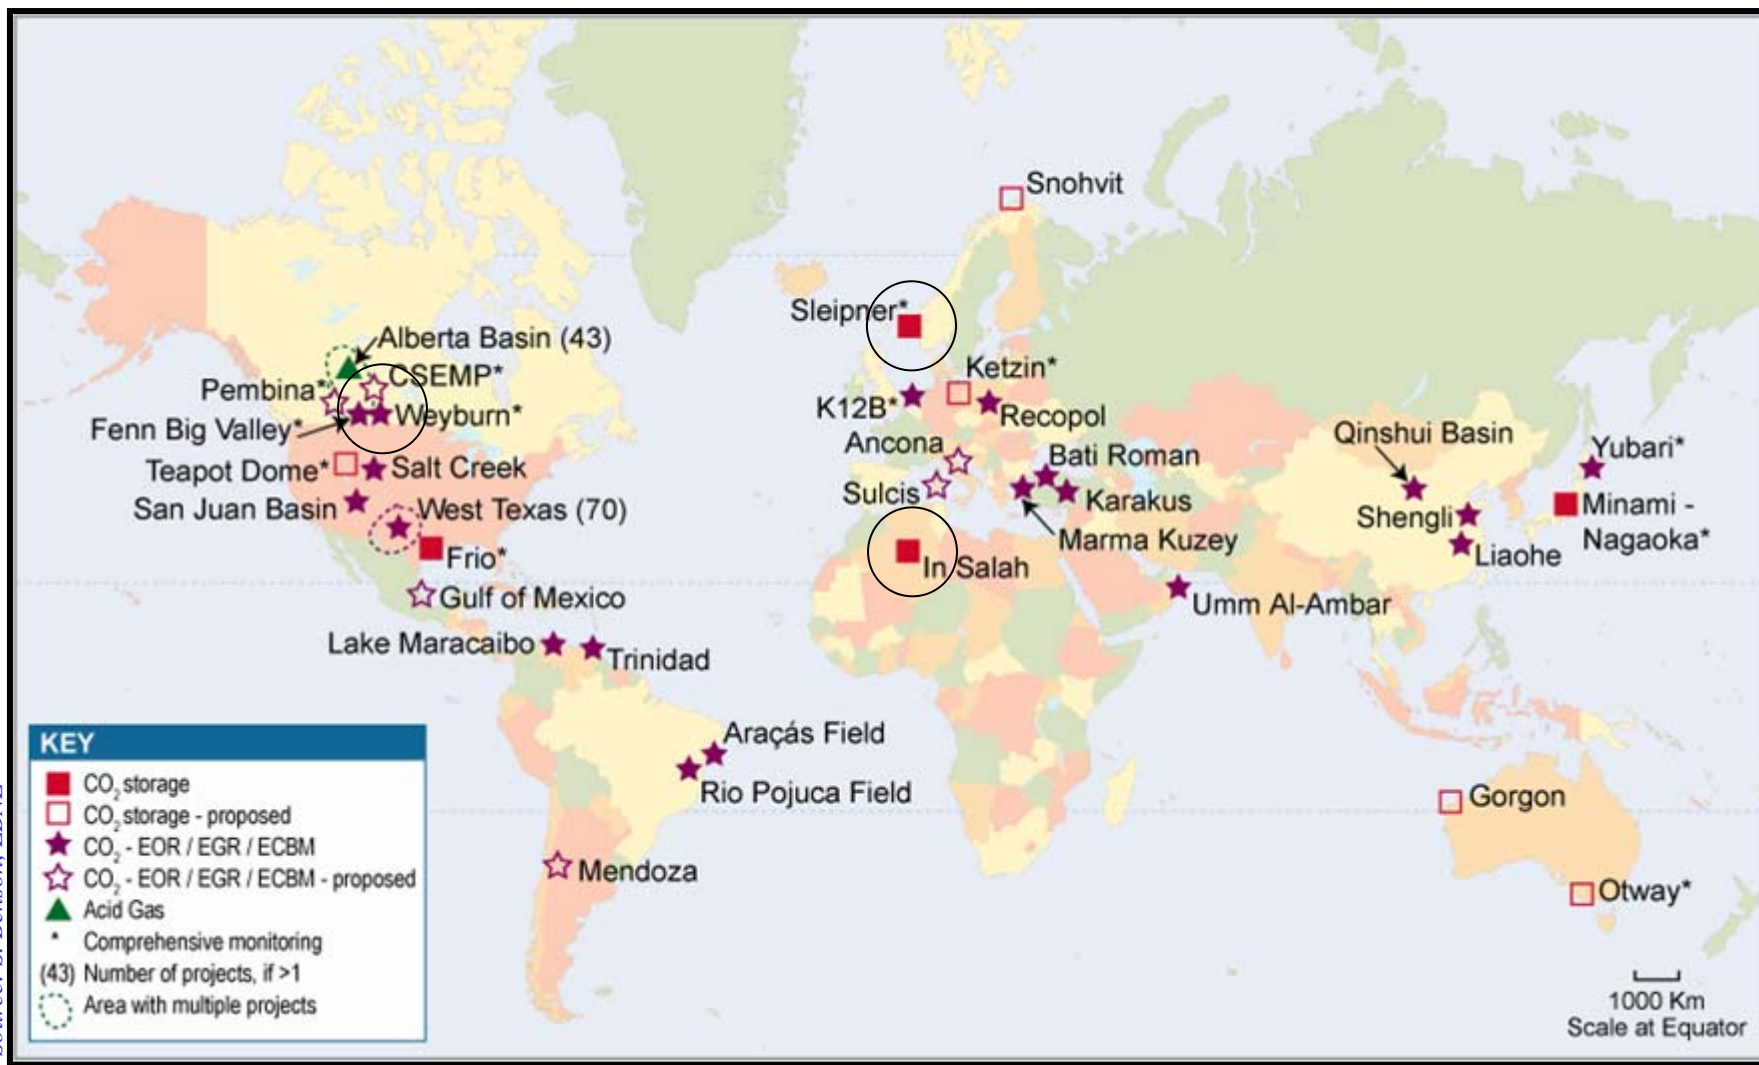 Snohvit
Sleipner*
Alberta Basin (43)
CSEMP*
Pembina*
Weyburn*
Fenn Big Valley*
Teapot Dome*
Salt Creek
San Juan Basin
West Texas (70)
Frio*
Gulf of Mexico
Lake Maracaibo
Trinidad
Araçás Field
Rio Pojuca Field
Mendoza
Ketzin*
K12B*
Recopol
Ancona
Bati Roman
Sulcis
Karakus
Marma Kuzey
In Salah
Umm Al-Ambar
Qinshui Basin
Yubari*
Shengli
Minami -
Nagaoka*
Liaohe
Gorgon
Otway*
KEY
CO₂ storage
CO₂ storage - proposed
CO₂ - EOR / EGR / ECBM
CO₂ - EOR / EGR / ECBM - proposed
Acid Gas
* Comprehensive monitoring
(43) Number of projects, if >1
Area with multiple projects
1000 Km
Scale at Equator